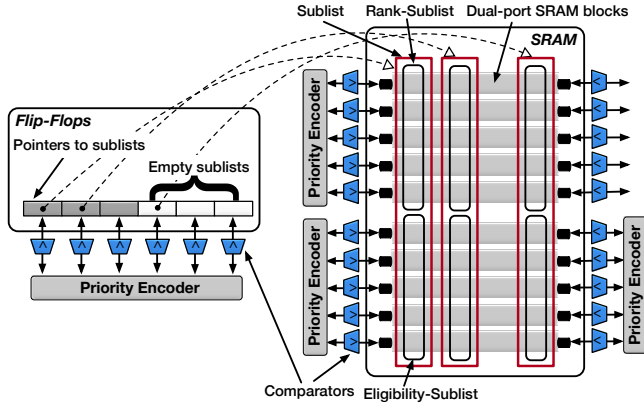 Sublist
Rank-Sublist
Dual-port SRAM blocks
SRAM
Flip-Flops
Pointers to sublists
Empty sublists
>
>
>
>
>
<
<
<
<
<
Priority Encoder
^
^
^
^
^
^
Priority Encoder
>
>
>
>
>
<
<
<
<
<
Priority Encoder
Priority Encoder
Comparators
Eligibility-Sublist